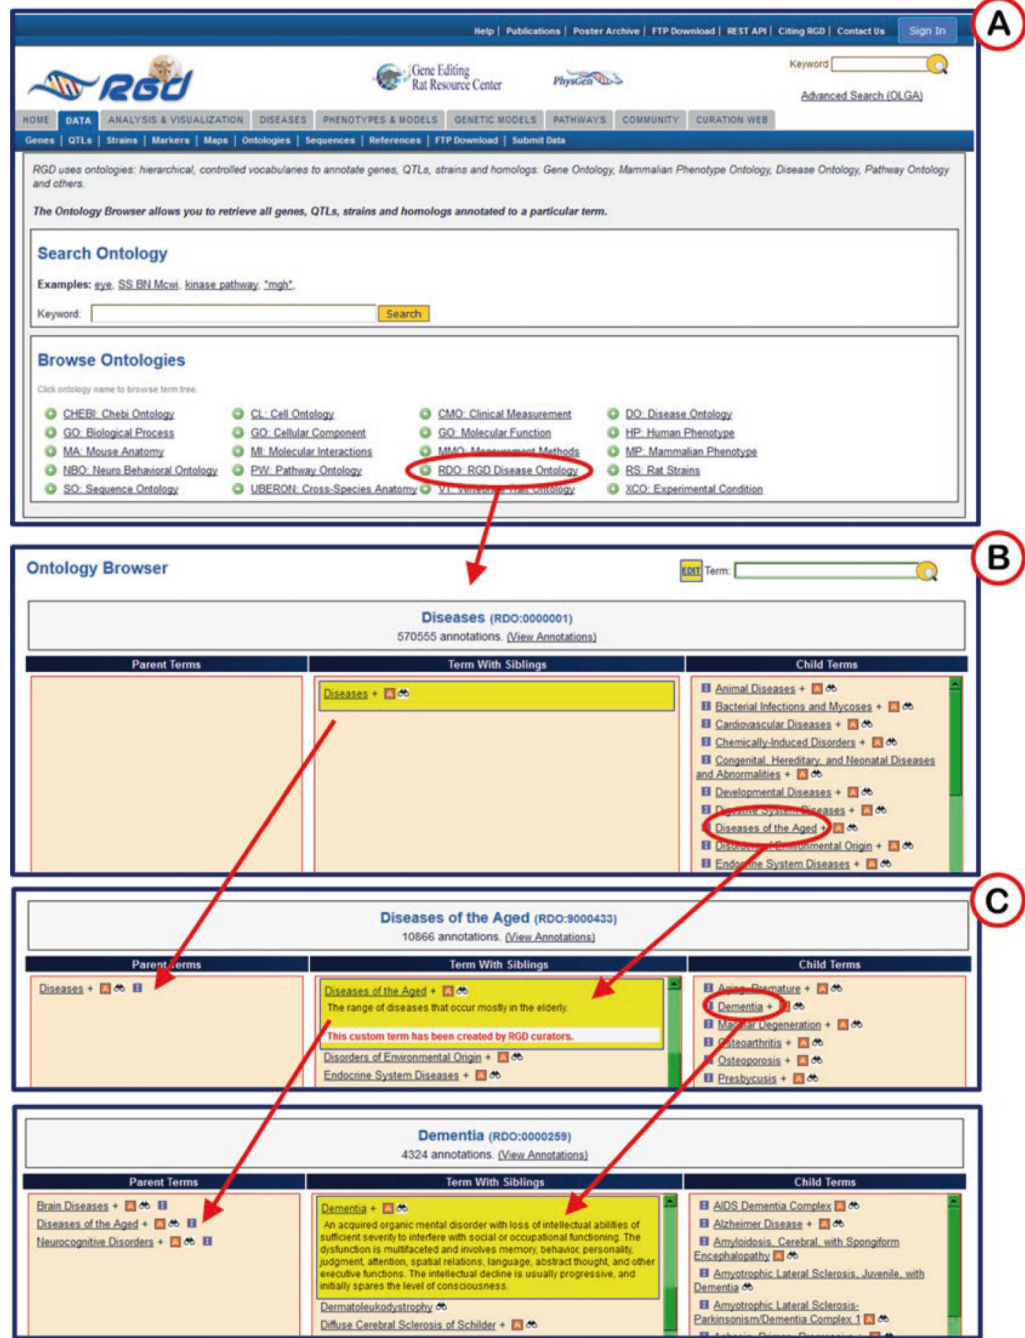 A
Help | Publications | Poster Archive | FTP Download | REST API | Citing RGD | Contact Us Sign In
RGD
Gene Editing
Rat Resource Center
PhysGen
Keyword
Advanced Search (OLGA)
HOME DATA ANALYSIS & VISUALIZATION DISEASES PHENOTYPES & MODELS GENETIC MODELS PATHWAYS COMMUNITY CURATION WEB
Genes | QTLs | Strains | Markers | Maps | Ontologies | Sequences | References | FTP Download | Submit Data
RGD uses ontologies: hierarchical, controlled vocabularies to annotate genes, QTLs, strains and homologs: Gene Ontology, Mammalian Phenotype Ontology, Disease Ontology, Pathway Ontology
and others.
The Ontology Browser allows you to retrieve all genes, QTLs, strains and homologs annotated to a particular term.
Search Ontology
Examples: eye, SS BN Mcwi, kinase pathway, *mgh*,
Keyword: Search
Browse Ontologies
Click ontology name to browse term tree.
CHEBI: Chebi Ontology CL: Cell Ontology CMO: Clinical Measurement DO: Disease Ontology
GO: Biological Process GO: Cellular Component GO: Molecular Function HP: Human Phenotype
MA: Mouse Anatomy MI: Molecular Interactions MMO: Measurement Methods MP: Mammalian Phenotype
NBO: Neuro Behavioral Ontology PW: Pathway Ontology RDO: RGD Disease Ontology RS: Rat Strains
SO: Sequence Ontology UBERON: Cross-Species Anatomy VT: Vertebrate Trait Ontology XCO: Experimental Condition
B
Ontology Browser
EDIT Term:
Diseases (RDO:0000001)
570555 annotations. (View Annotations)
Parent Terms Term With Siblings Child Terms
Diseases + A
Animal Diseases + A
Bacterial Infections and Mycoses + A
Cardiovascular Diseases + A
Chemically-Induced Disorders + A
Congenital, Hereditary, and Neonatal Diseases
and Abnormalities + A
Developmental Diseases + A
Digestive System Diseases + A
Diseases of the Aged + A
Disorders of Environmental Origin + A
Endocrine System Diseases + A
C
Diseases of the Aged (RDO:9000433)
10866 annotations. (View Annotations)
Parent Terms Term With Siblings Child Terms
Diseases + A
Diseases of the Aged + A
The range of diseases that occur mostly in the elderly.
This custom term has been created by RGD curators.
Disorders of Environmental Origin + A
Endocrine System Diseases + A
Aging, Premature + A
Dementia + A
Macular Degeneration + A
Osteoarthritis + A
Osteoporosis + A
Presbycusis + A
Dementia (RDO:0000259)
4324 annotations. (View Annotations)
Parent Terms Term With Siblings Child Terms
Brain Diseases + A
Diseases of the Aged + A
Neurocognitive Disorders + A
Dementia + A
An acquired organic mental disorder with loss of intellectual abilities of
sufficient severity to interfere with social or occupational functioning. The
dysfunction is multifaceted and involves memory, behavior, personality,
judgment, attention, spatial relations, language, abstract thought, and other
executive functions. The intellectual decline is usually progressive, and
initially spares the level of consciousness.
Dermatoleukodystrophy
Diffuse Cerebral Sclerosis of Schilder + A
AIDS Dementia Complex A
Alzheimer Disease + A
Amyloidosis, Cerebral, with Spongiform
Encephalopathy A
Amyotrophic Lateral Sclerosis, Juvenile, with
Dementia
Amyotrophic Lateral Sclerosis-
Parkinsonism/Dementia Complex 1 A